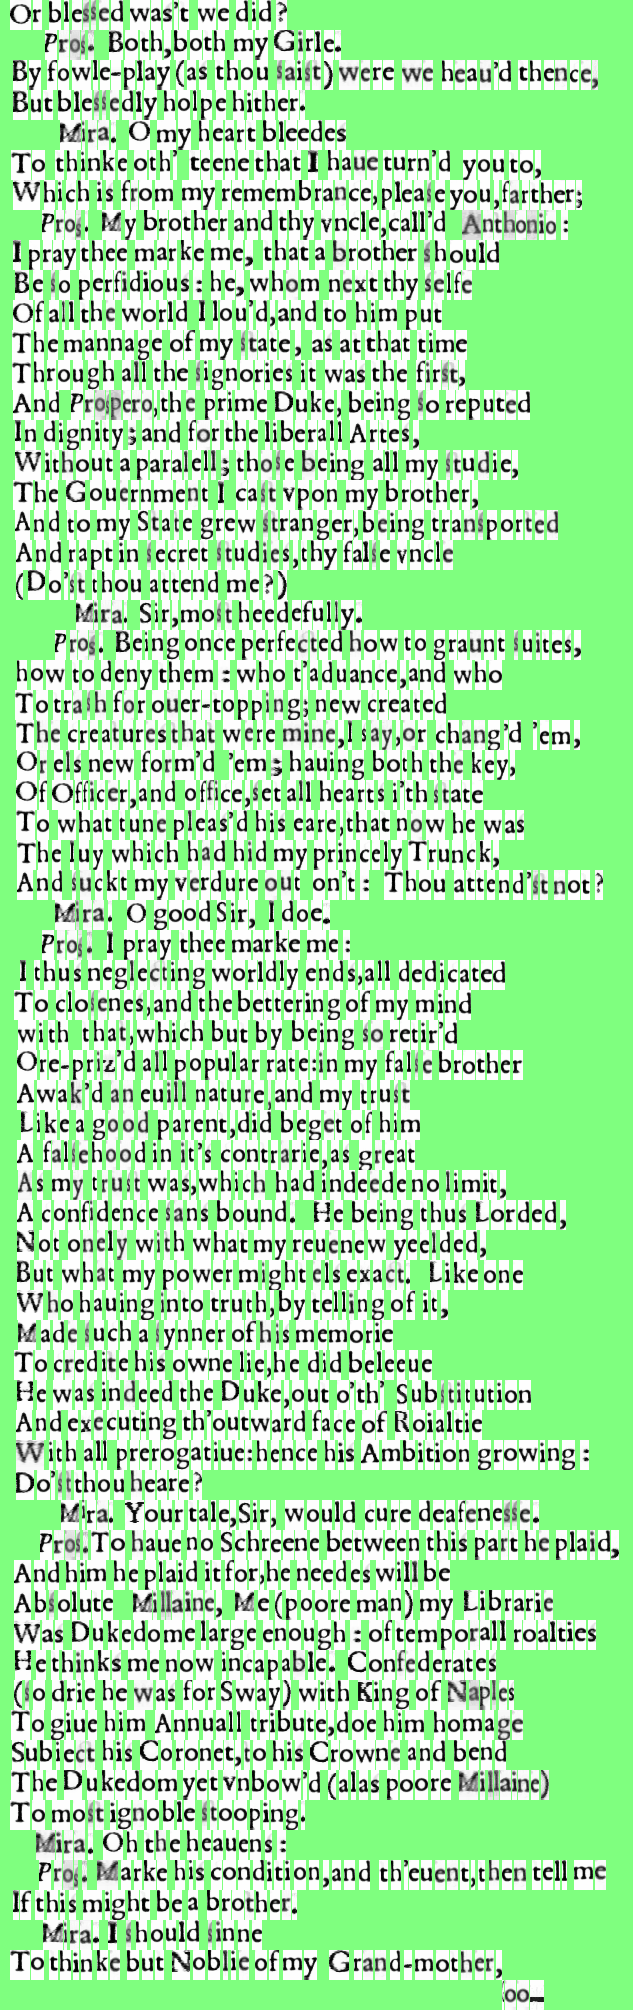 Or blessed was't we did?
Pros. Both, both my Girle.
By fowle-play (as thou saist) were we heau'd thence,
But blessedly holpe hither.
Mira. O my heart bleedes
To thinke oth' teene that I haue turn'd you to,
Which is from my remembrance, please you, farther;
Pros. My brother and thy vncle, call'd Anthonio:
I pray thee marke me, that a brother should
Be so perfidious: he, whom next thy selfe
Of all the world I lou'd, and to him put
The mannage of my state, as at that time
Through all the signories it was the first,
And Prospero, the prime Duke, being so reputed
In dignity; and for the liberall Artes,
Without a paralell; those being all my studie,
The Gouernment I cast vpon my brother,
And to my State grew stranger, being transported
And rapt in secret studies, thy false vncle
(Do'st thou attend me?)
Mira. Sir, most heedefully.
Pros. Being once perfected how to graunt suites,
how to deny them: who t'aduance, and who
To trash for ouer-topping; new created
The creatures that were mine, I say, or chang'd 'em,
Or els new form'd 'em; hauing both the key,
Of Officer, and office, set all hearts i'th state
To what tune pleas'd his eare, that now he was
The Iuy which had hid my princely Trunck,
And suckt my verdure out on't: Thou attend'st not?
Mira. O good Sir, I doe.
Pros. I pray thee marke me:
I thus neglecting worldly ends, all dedicated
To closenes, and the bettering of my mind
with that, which but by being so retir'd
Ore-priz'd all popular rate: in my false brother
Awak'd an euill nature, and my trust
Like a good parent, did beget of him
A falsehood in it's contrarie, as great
As my trust was, which had indeede no limit,
A confidence sans bound. He being thus Lorded,
Not onely with what my reuenew yeelded,
But what my power might els exact. Like one
Who hauing into truth, by telling of it,
Made such a synner of his memorie
To credite his owne lie, he did beleeue
He was indeed the Duke, out o'th' Substitution
And executing th'outward face of Roialtie
With all prerogatiue: hence his Ambition growing:
Do'st thou heare?
Mira. Your tale, Sir, would cure deafenesse.
Pros. To haue no Schreene between this part he plaid,
And him he plaid it for, he needes will be
Absolute Millaine, Me (poore man) my Librarie
Was Dukedome large enough: of temporall roalties
He thinks me now incapable. Confederates
(so drie he was for Sway) with King of Naples
To giue him Annuall tribute, doe him homage
Subiect his Coronet, to his Crowne and bend
The Dukedom yet vnbow'd (alas poore Millaine)
To most ignoble stooping.
Mira. Oh the heauens:
Pros. Marke his condition, and th'euent, then tell me
If this might be a brother.
Mira. I should sinne
To thinke but Noblie of my Grand-mother,